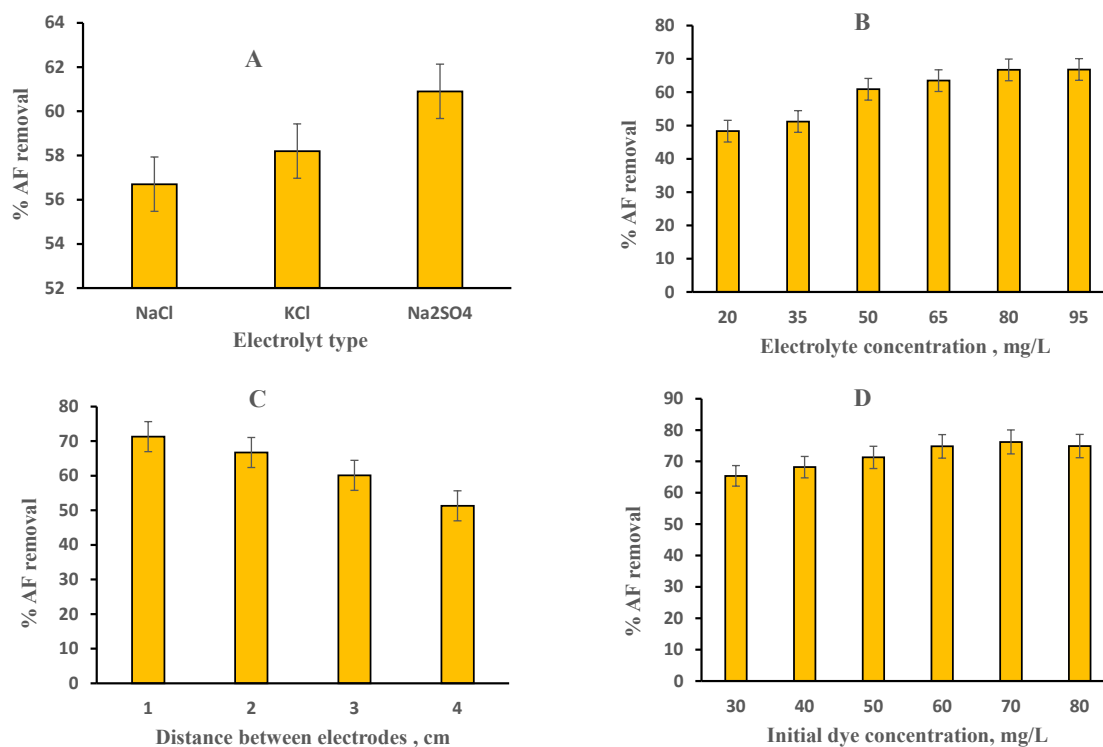 A
% AF removal
64
62
60
58
56
54
52
NaCl KCl Na2SO4
Electrolyt type
B
% AF removal
80
70
60
50
40
30
20
10
0
20 35 50 65 80 95
Electrolyte concentration , mg/L
C
% AF removal
80
70
60
50
40
30
20
10
0
1 2 3 4
Distance between electrodes , cm
D
% AF removal
90
80
70
60
50
40
30
20
10
0
30 40 50 60 70 80
Initial dye concentration, mg/L